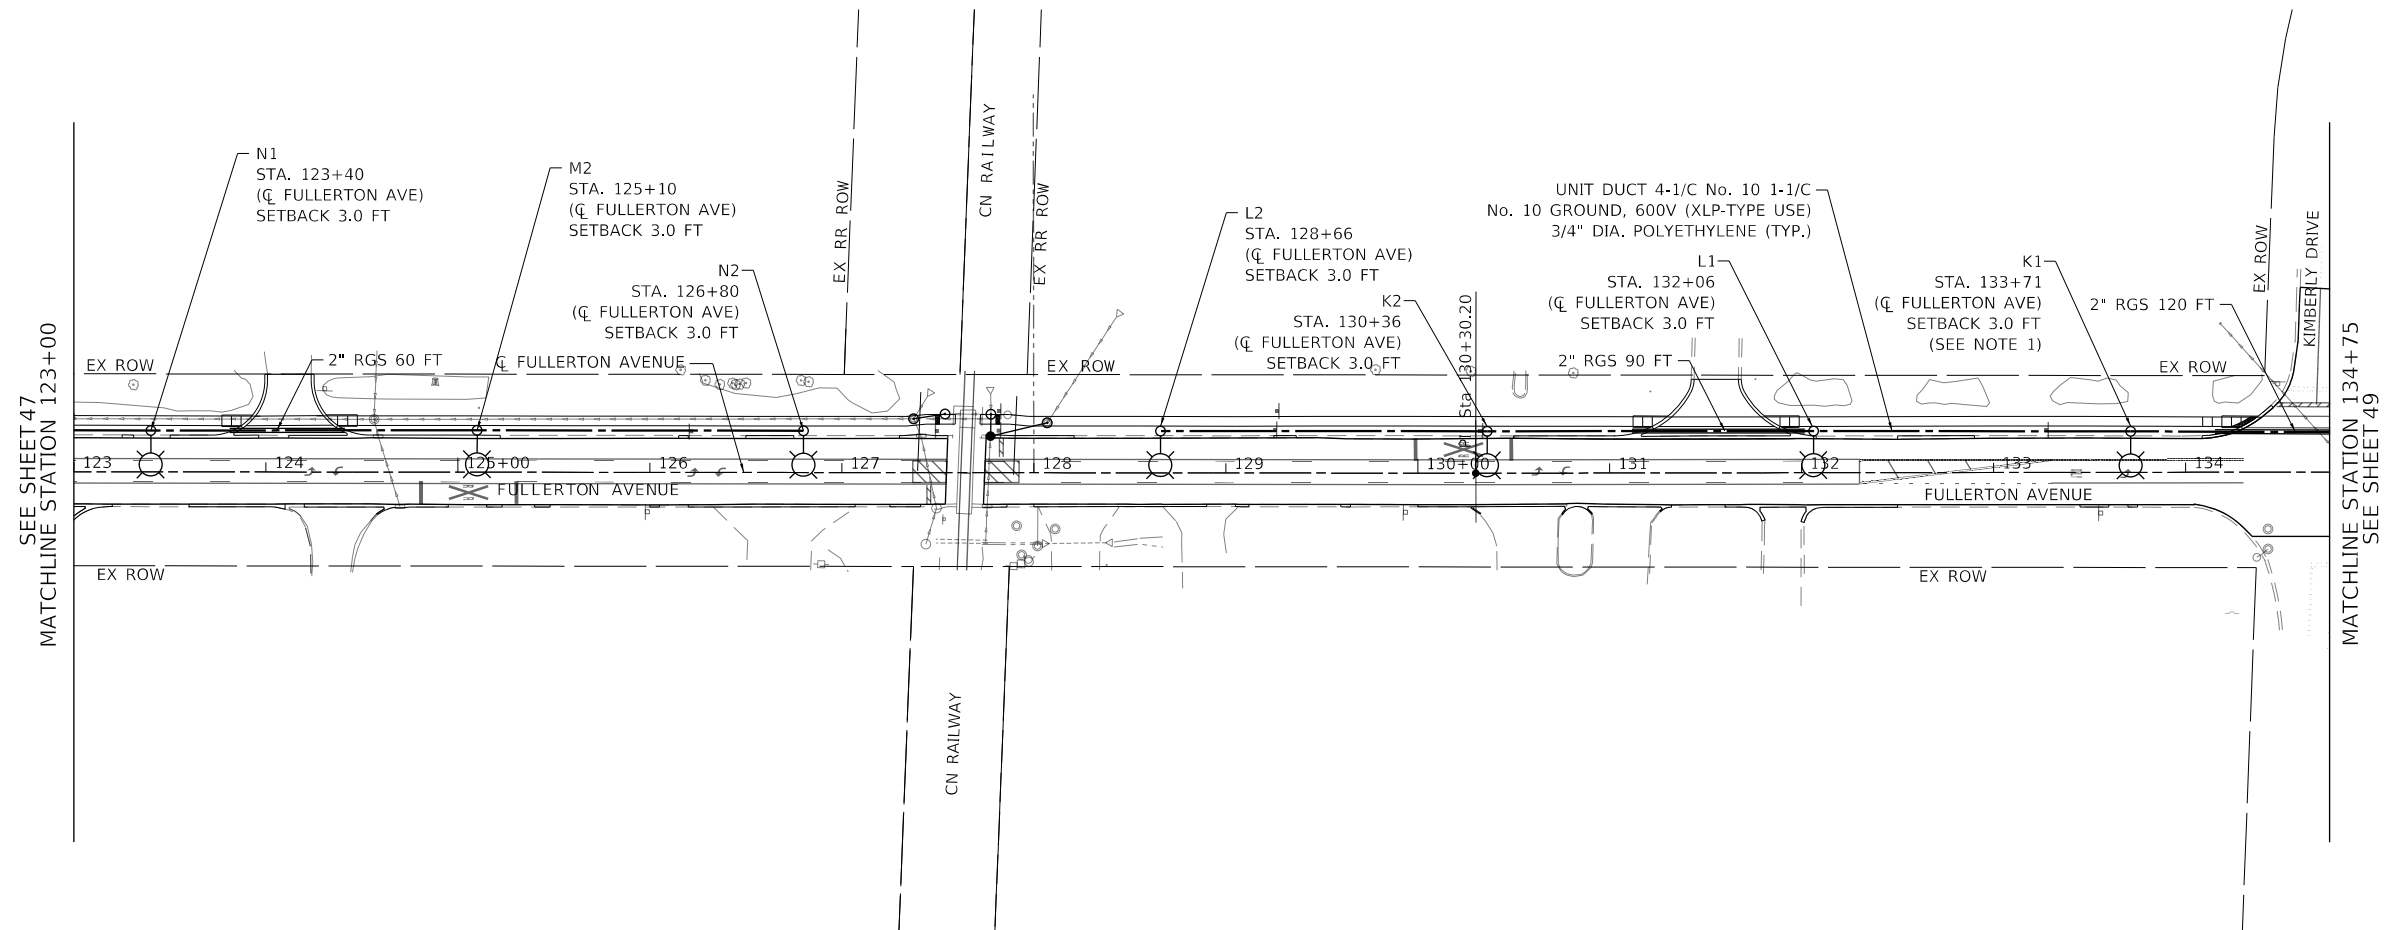 SEE SHEET 47
MATCHLINE STATION 123+00
N1
STA. 123+40
(℄ FULLERTON AVE)
SETBACK 3.0 FT
M2
STA. 125+10
(℄ FULLERTON AVE)
SETBACK 3.0 FT
N2
STA. 126+80
(℄ FULLERTON AVE)
SETBACK 3.0 FT
EX RR ROW
CN RAILWAY
EX RR ROW
L2
STA. 128+66
(℄ FULLERTON AVE)
SETBACK 3.0 FT
K2
STA. 130+36
(℄ FULLERTON AVE)
SETBACK 3.0 FT
PI Sta 130+30.20
UNIT DUCT 4-1/C No. 10 1-1/C
No. 10 GROUND, 600V (XLP-TYPE USE)
3/4" DIA. POLYETHYLENE (TYP.)
L1
STA. 132+06
(℄ FULLERTON AVE)
SETBACK 3.0 FT
2" RGS 90 FT
K1
STA. 133+71
(℄ FULLERTON AVE)
SETBACK 3.0 FT
(SEE NOTE 1)
2" RGS 120 FT
EX ROW
KIMBERLY DRIVE
EX ROW
2" RGS 60 FT
℄ FULLERTON AVENUE
EX ROW
EX ROW
123
124
125+00
126
127
128
129
130+00
131
132
133
134
FULLERTON AVENUE
FULLERTON AVENUE
EX ROW
EX ROW
CN RAILWAY
MATCHLINE STATION 134+75
SEE SHEET 49